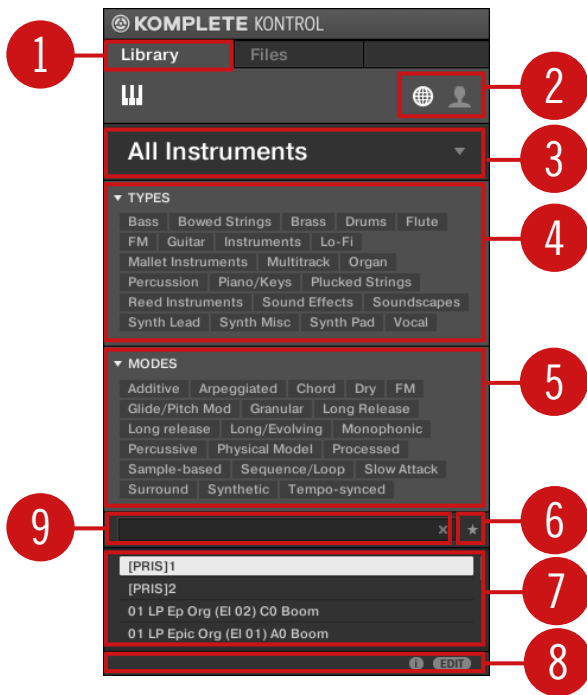 KOMPLETE KONTROL
1
Library Files
2
All Instruments
3
TYPES
Bass Bowed Strings Brass Drums Flute
FM Guitar Instruments Lo-Fi
4
Mallet Instruments Multitrack Organ
Percussion Piano/Keys Plucked Strings
Reed Instruments Sound Effects Soundscapes
Synth Lead Synth Misc Synth Pad Vocal
MODES
Additive Arpeggiated Chord Dry FM
5
Glide/Pitch Mod Granular Long Release
Long release Long/Evolving Monophonic
Percussive Physical Model Processed
Sample-based Sequence/Loop Slow Attack
Surround Synthetic Tempo-synced
9
6
[PRIS]1
[PRIS]2
7
01 LP Ep Org (El 02) C0 Boom
01 LP Epic Org (El 01) A0 Boom
EDIT
8